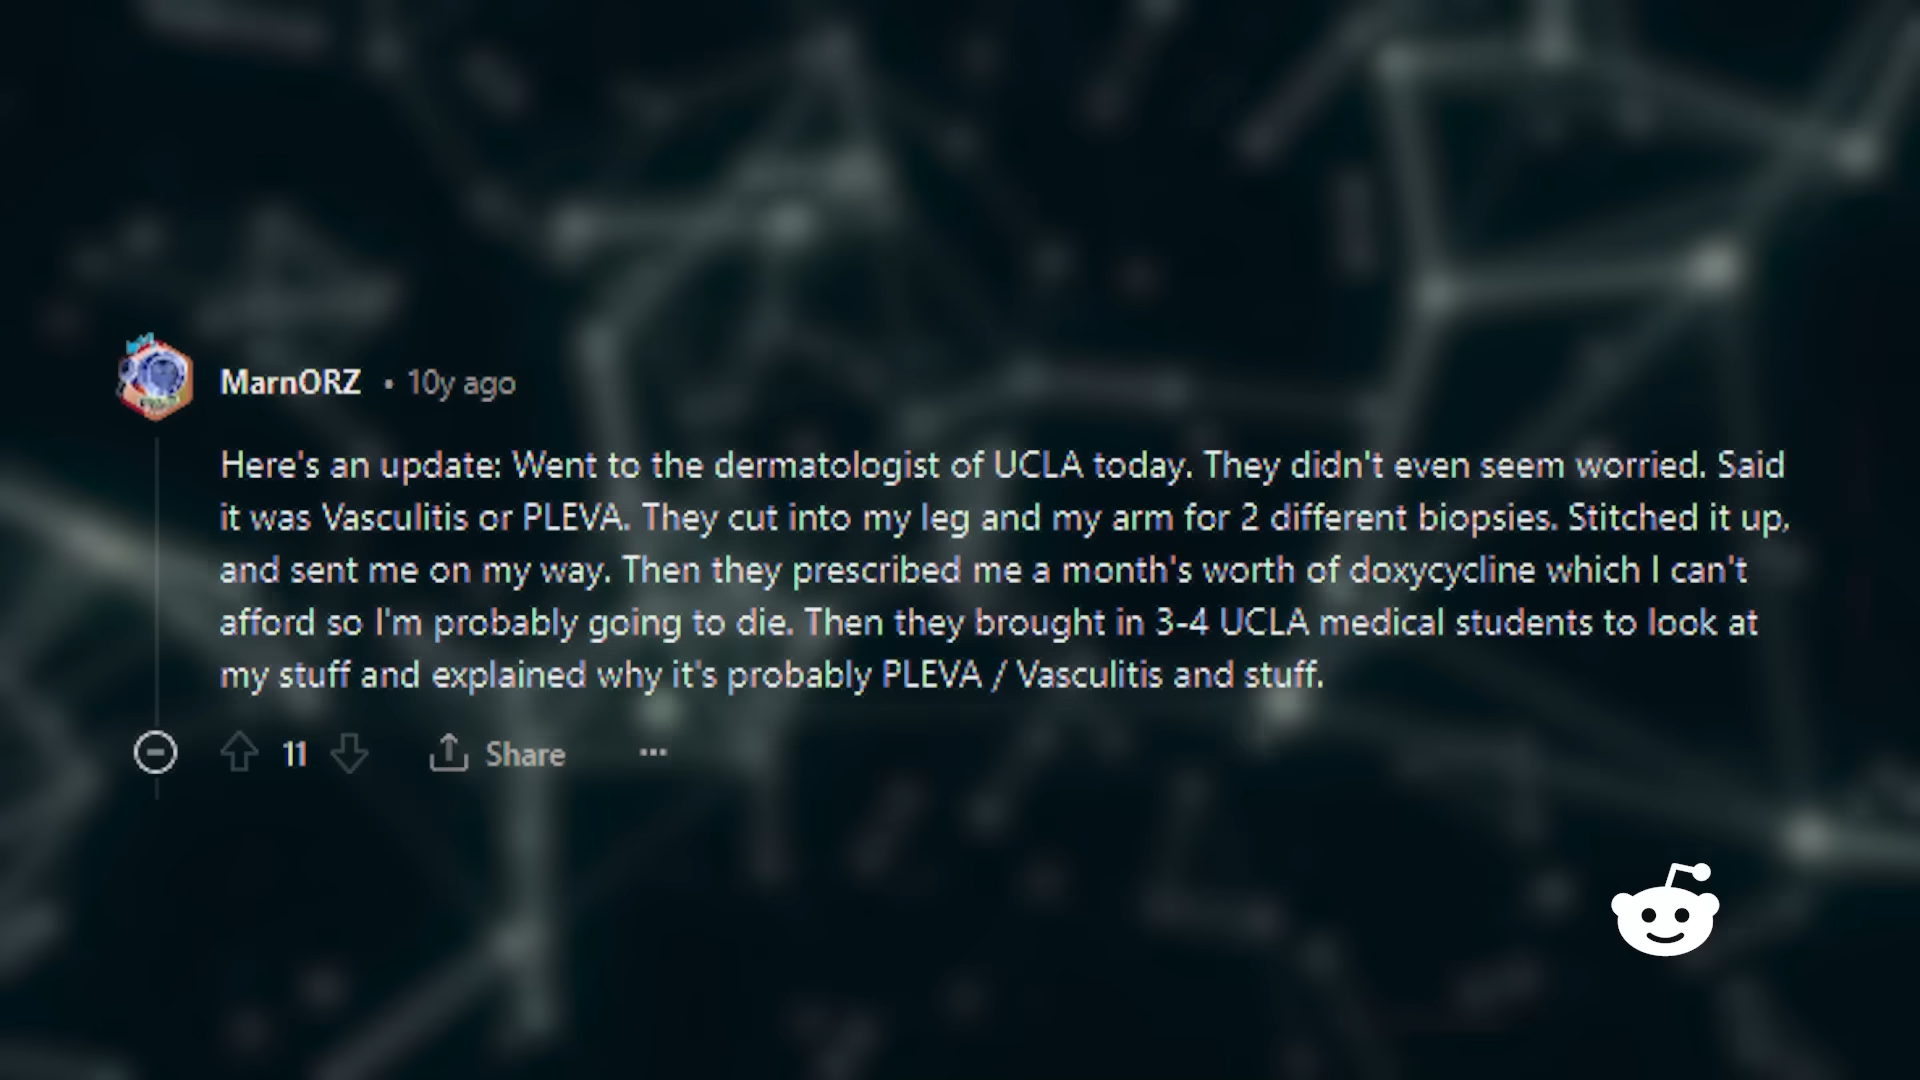 MarnORZ • 10y ago
Here's an update: Went to the dermatologist of UCLA today. They didn't even seem worried. Said
it was Vasculitis or PLEVA. They cut into my leg and my arm for 2 different biopsies. Stitched it up,
and sent me on my way. Then they prescribed me a month's worth of doxycycline which I can't
afford so I'm probably going to die. Then they brought in 3-4 UCLA medical students to look at
my stuff and explained why it's probably PLEVA / Vasculitis and stuff.
11 Share ···